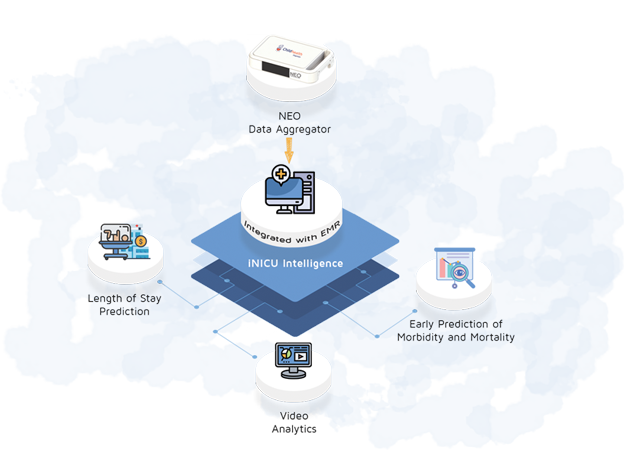 NEO
NEO
Data Aggregator
Integrated with EMR
iNICU Intelligence
Length of Stay
Prediction
Early Prediction of
Morbidity and Mortality
Video
Analytics